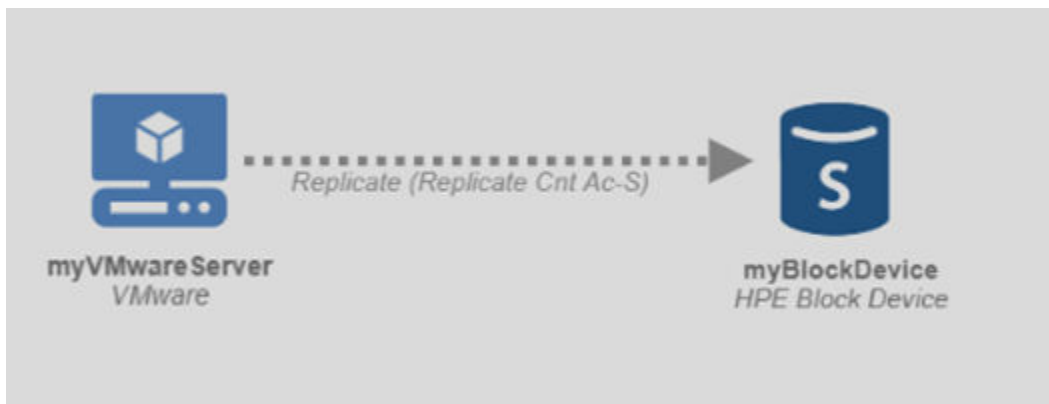 Replicate (Replicate Cnt Ac-S)
S
myVMwareServer
VMware
myBlockDevice
HPE Block Device